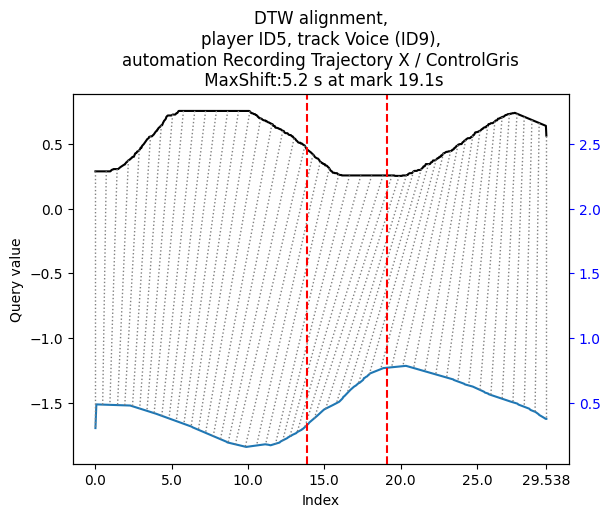 DTW alignment,
player ID5, track Voice (ID9),
automation Recording Trajectory X / ControlGris
MaxShift:5.2 s at mark 19.1s
Query value
0.5
0.0
−0.5
−1.0
−1.5
2.5
2.0
1.5
1.0
0.5
0.0 5.0 10.0 15.0 20.0 25.0 29.538
Index